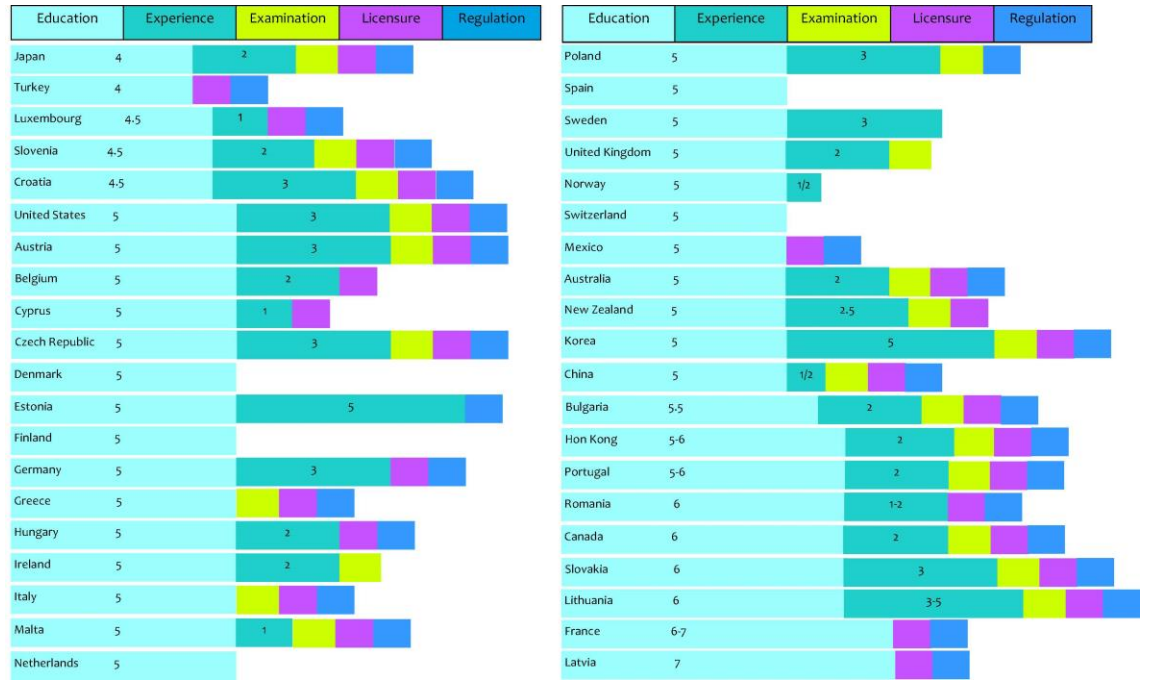 Education Experience Examination Licensure Regulation
Japan 4 2
Turkey 4
Luxembourg 4.5 1
Slovenia 4.5 2
Croatia 4.5 3
United States 5 3
Austria 5 3
Belgium 5 2
Cyprus 5 1
Czech Republic 5 3
Denmark 5
Estonia 5 5
Finland 5
Germany 5 3
Greece 5
Hungary 5 2
Ireland 5 2
Italy 5
Malta 5 1
Netherlands 5
Education Experience Examination Licensure Regulation
Poland 5 3
Spain 5
Sweden 5 3
United Kingdom 5 2
Norway 5 1/2
Switzerland 5
Mexico 5
Australia 5 2
New Zealand 5 2.5
Korea 5 5
China 5 1/2
Bulgaria 5.5 2
Hon Kong 5-6 2
Portugal 5-6 2
Romania 6 1-2
Canada 6 2
Slovakia 6 3
Lithuania 6 3-5
France 6-7
Latvia 7